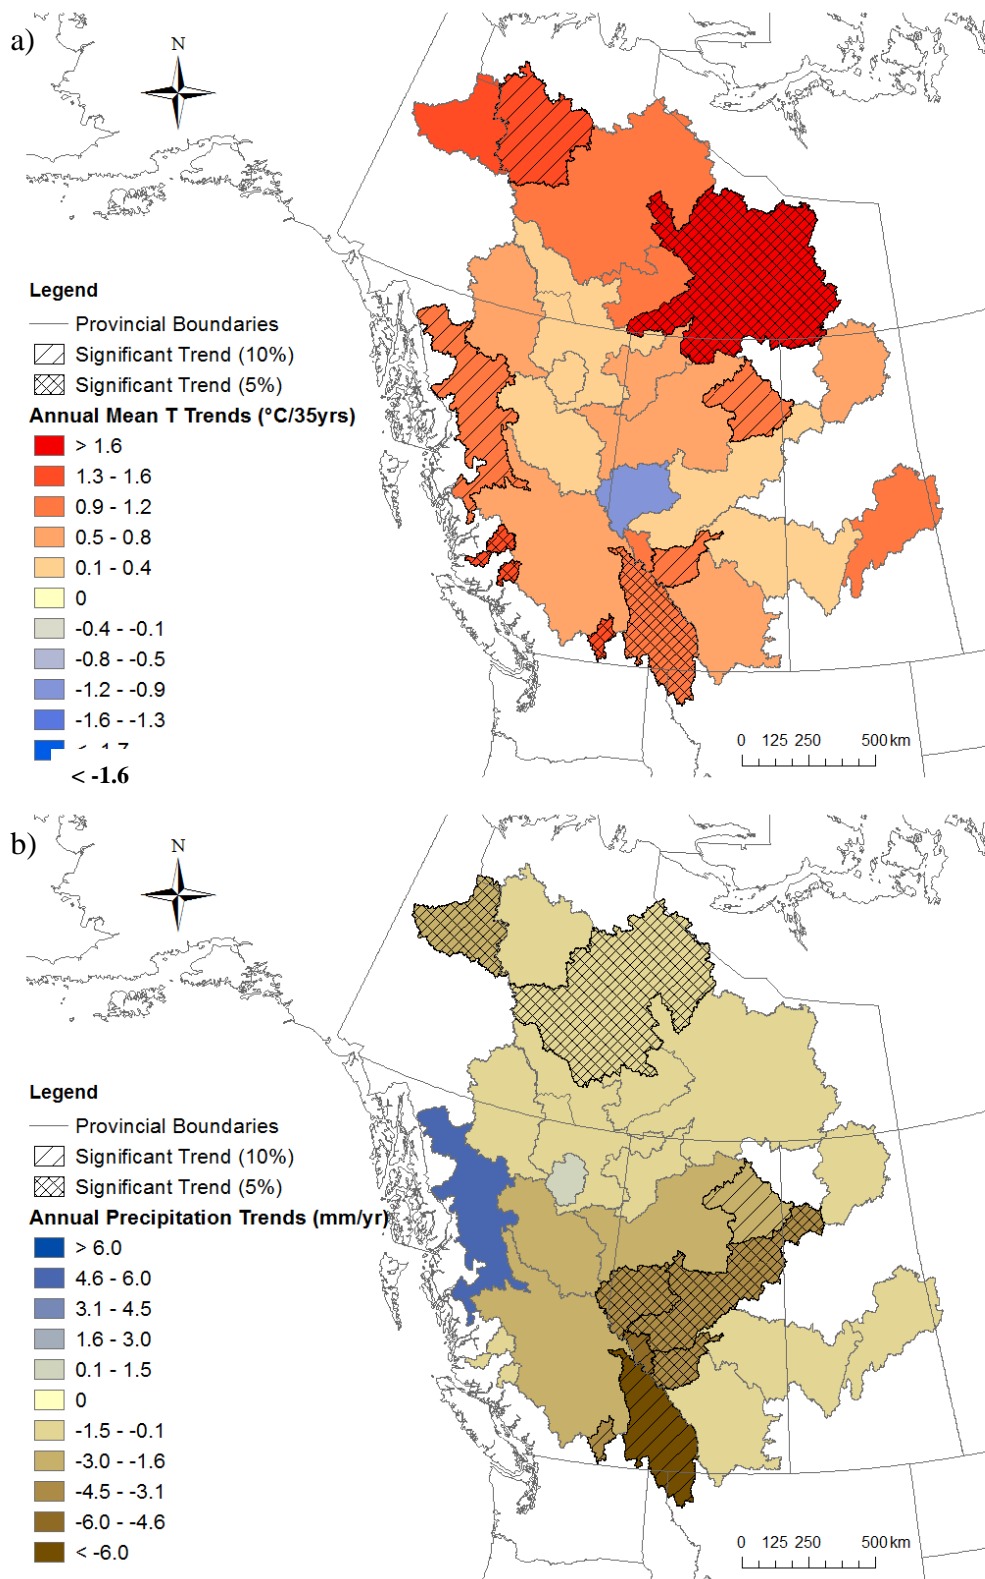 a)
N
Legend
Provincial Boundaries
Significant Trend (10%)
Significant Trend (5%)
Annual Mean T Trends (°C/35yrs)
> 1.6
1.3 - 1.6
0.9 - 1.2
0.5 - 0.8
0.1 - 0.4
0
-0.4 - -0.1
-0.8 - -0.5
-1.2 - -0.9
-1.6 - -1.3
< -1.6
0 125 250 500 km
b)
N
Legend
Provincial Boundaries
Significant Trend (10%)
Significant Trend (5%)
Annual Precipitation Trends (mm/yr)
> 6.0
4.6 - 6.0
3.1 - 4.5
1.6 - 3.0
0.1 - 1.5
0
-1.5 - -0.1
-3.0 - -1.6
-4.5 - -3.1
-6.0 - -4.6
< -6.0
0 125 250 500 km